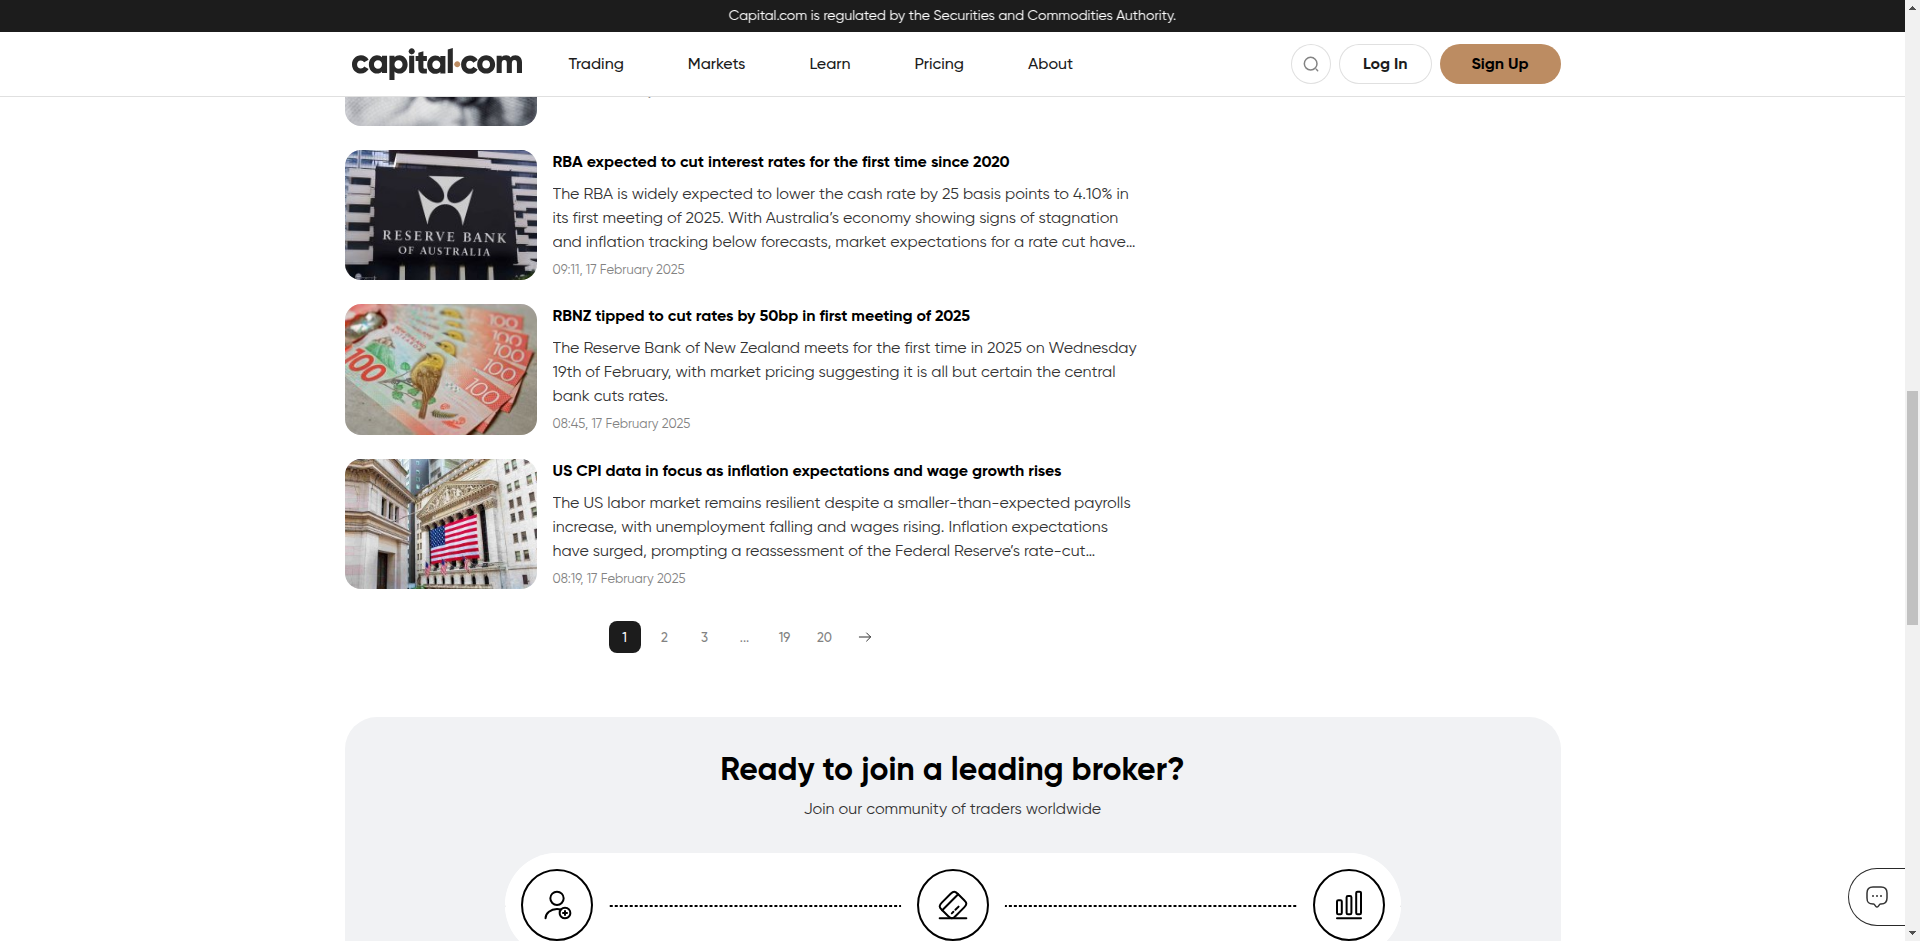 Capital.com is regulated by the Securities and Commodities Authority.
capital.com
Trading
Markets
Learn
Pricing
About
Log In
Sign Up
RESERVE BANK
OF AUSTRALIA
RBA expected to cut interest rates for the first time since 2020
The RBA is widely expected to lower the cash rate by 25 basis points to 4.10% in
its first meeting of 2025. With Australia’s economy showing signs of stagnation
and inflation tracking below forecasts, market expectations for a rate cut have...
09:11, 17 February 2025
100
100
100
100
100
RBNZ tipped to cut rates by 50bp in first meeting of 2025
The Reserve Bank of New Zealand meets for the first time in 2025 on Wednesday
19th of February, with market pricing suggesting it is all but certain the central
bank cuts rates.
08:45, 17 February 2025
US CPI data in focus as inflation expectations and wage growth rises
The US labor market remains resilient despite a smaller-than-expected payrolls
increase, with unemployment falling and wages rising. Inflation expectations
have surged, prompting a reassessment of the Federal Reserve’s rate-cut...
08:19, 17 February 2025
1 2 3 ... 19 20
Ready to join a leading broker?
Join our community of traders worldwide